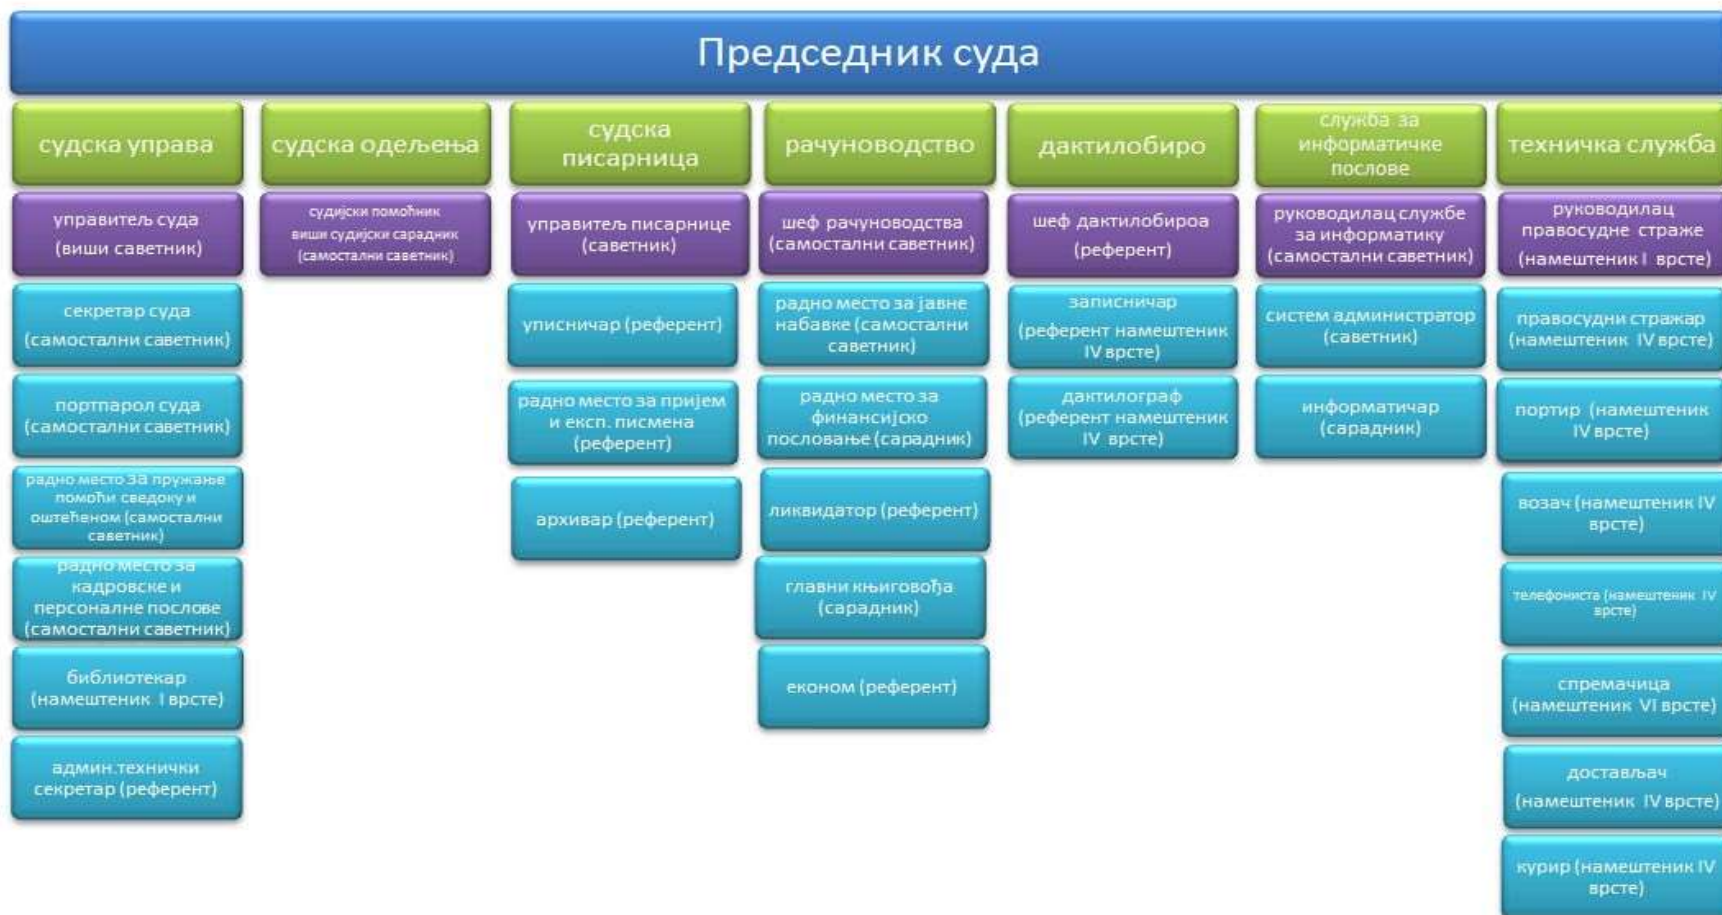 Председник суда
судска управа
управитељ суда
(виши саветник)
секретар суда
(самостални саветник)
портпарол суда
(самостални саветник)
радно место за пружање
помоћи сведоку и
оштећеном (самостални
саветник)
радно место за
кадровске и
персоналне послове
(самостални саветник)
библиотекар
(намештеник I врсте)
админ.технички
секретар (референт)
судска одељења
судијски помоћник
виши судијски сарадник
(самостални саветник)
судска
писарница
управитељ писарнице
(саветник)
уписничар (референт)
радно место за пријем
и експ. писмена
(референт)
архивар (референт)
рачуноводство
шеф рачуноводства
(самостални саветник)
радно место за јавне
набавке (самостални
саветник)
радно место за
финансијско
пословање (сарадник)
ликвидатор (референт)
главни књиговођа
(сарадник)
економ (референт)
дактилобиро
шеф дактилобироа
(референт)
записничар
(референт намештеник
IV врсте)
дактилограф
(референт намештеник
IV врсте)
служба за
информатичке
послове
руководилац службе
за информатику
(самостални саветник)
систем администратор
(саветник)
информатичар
(сарадник)
техничка служба
руководилац
правосудне страже
(намештеник I врсте)
правосудни стражар
(намештеник IV врсте)
портир (намештеник
IV врсте)
возач (намештеник IV
врсте)
телефониста (намештеник IV
врсте)
спремачица
(намештеник VI врсте)
достављач
(намештеник IV врсте)
курир (намештеник IV
врсте)